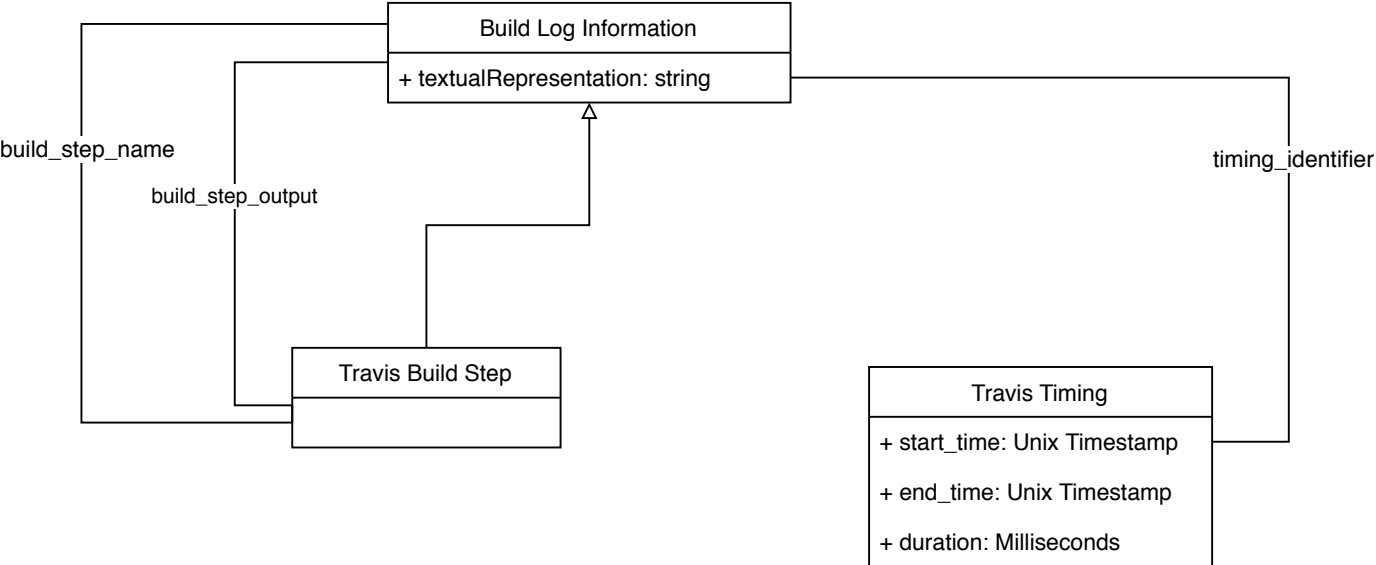 Build Log Information
+ textualRepresentation: string
build_step_name
timing_identifier
build_step_output
Travis Build Step
Travis Timing
+ start_time: Unix Timestamp
+ end_time: Unix Timestamp
+ duration: Milliseconds